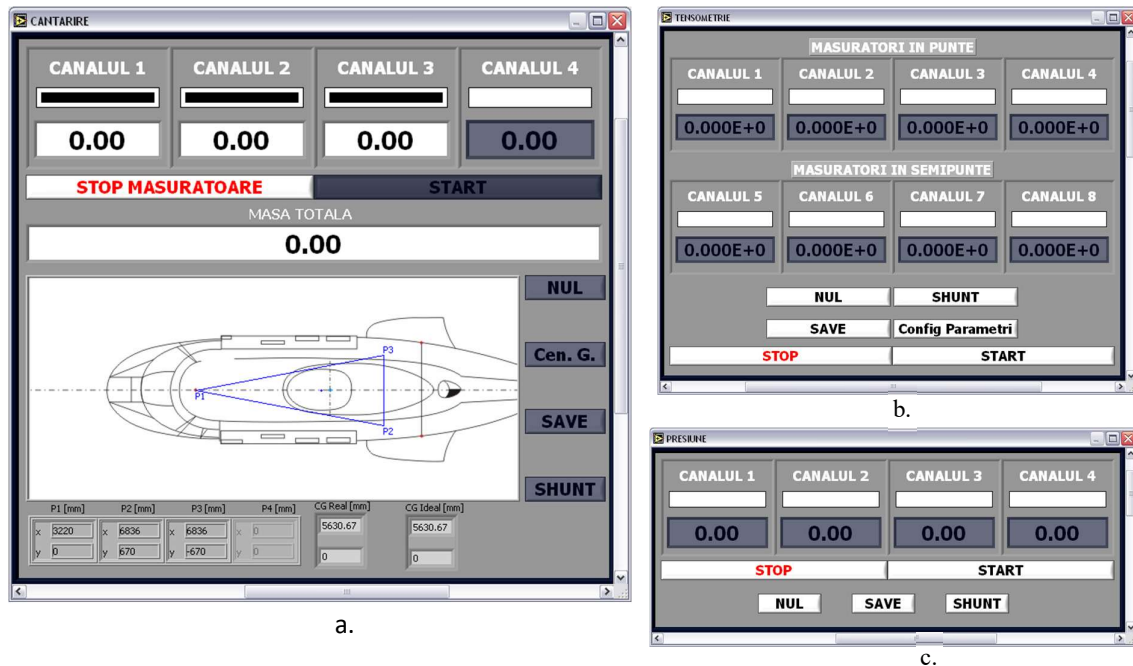 CANTARIRE
CANALUL 1 CANALUL 2 CANALUL 3 CANALUL 4
0.00 0.00 0.00 0.00
STOP MASURATOARE START
MASA TOTALA
0.00
NUL
Cen. G.
SAVE
SHUNT
P3
P1
P2
P1 [mm] P2 [mm] P3 [mm] P4 [mm] CG Real [mm] CG Ideal [mm]
x 3220 x 6836 x 6836 x 0 5630.67 5630.67
y 0 y 670 y -670 y 0 0 0
a.
TENSOMETRIE
MASURATORI IN PUNTE
CANALUL 1 CANALUL 2 CANALUL 3 CANALUL 4
0.000E+0 0.000E+0 0.000E+0 0.000E+0
MASURATORI IN SEMIPUNTE
CANALUL 5 CANALUL 6 CANALUL 7 CANALUL 8
0.000E+0 0.000E+0 0.000E+0 0.000E+0
NUL SHUNT
SAVE Config Parametri
STOP START
b.
PRESIUNE
CANALUL 1 CANALUL 2 CANALUL 3 CANALUL 4
0.00 0.00 0.00 0.00
STOP START
NUL SAVE SHUNT
c.